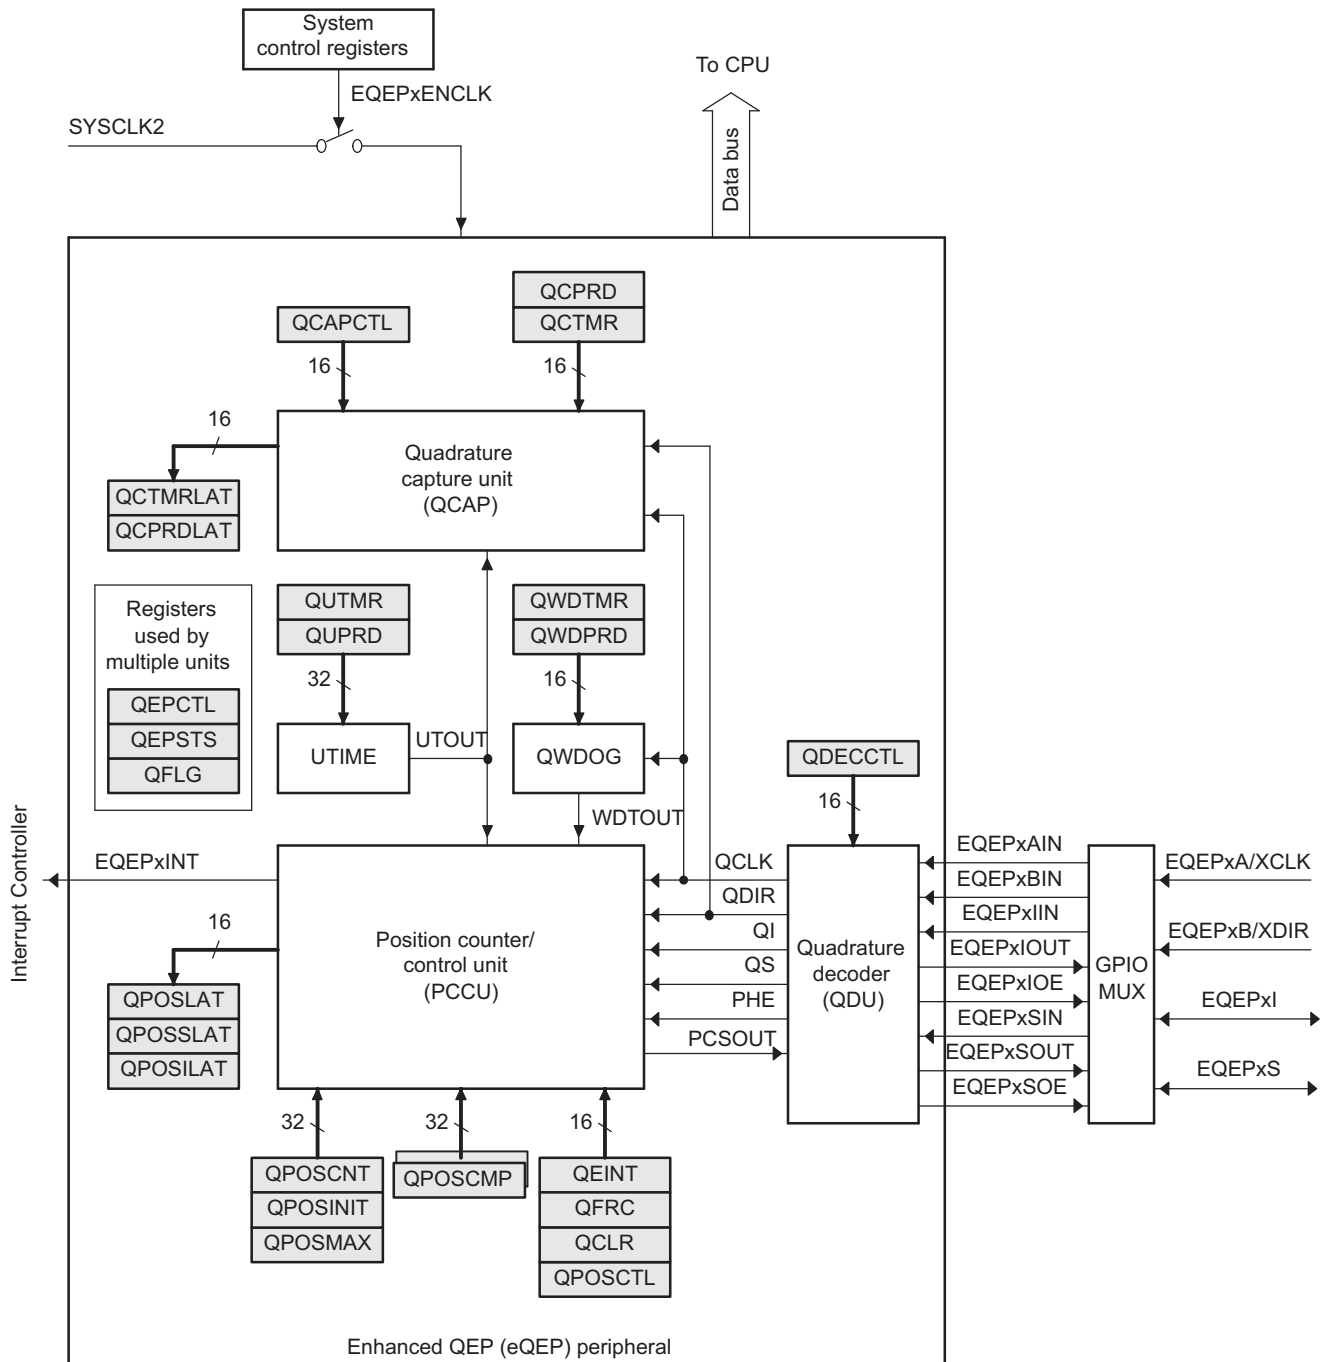 System
control registers
To CPU
EQEPxENCLK
SYSCLK2
Data bus
QCPRD
QCAPCTL
QCTMR
16
16
16
Quadrature
capture unit
(QCAP)
QCTMRLAT
QCPRDLAT
Registers
used by
multiple units
QEPCTL
QEPSTS
QFLG
QUTMR
QUPRD
32
UTIME
UTOUT
QWDTMR
QWDPRD
16
QWDOG
WDTOUT
QDECCTL
16
Interrupt Controller
EQEPxINT
16
QPOSLAT
QPOSSLAT
QPOSILAT
Position counter/
control unit
(PCCU)
QCLK
QDIR
QI
QS
PHE
PCSOUT
Quadrature
decoder
(QDU)
EQEPxAIN
EQEPxBIN
EQEPxIIN
EQEPxIOUT
EQEPxIOE
EQEPxSIN
EQEPxSOUT
EQEPxSOE
GPIO
MUX
EQEPxA/XCLK
EQEPxB/XDIR
EQEPxI
EQEPxS
32
32
16
QPOSCNT
QPOSINIT
QPOSMAX
QPOSCMP
QEINT
QFRC
QCLR
QPOSCTL
Enhanced QEP (eQEP) peripheral